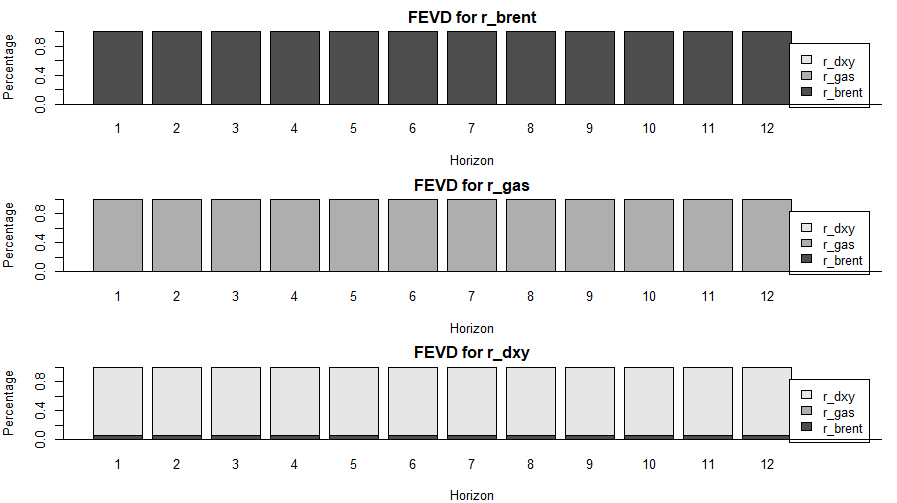 FEVD for r_brent
Percentage
0.0 0.4 0.8
r_dxy
r_gas
r_brent
1 2 3 4 5 6 7 8 9 10 11 12
Horizon
FEVD for r_gas
Percentage
0.0 0.4 0.8
r_dxy
r_gas
r_brent
1 2 3 4 5 6 7 8 9 10 11 12
Horizon
FEVD for r_dxy
Percentage
0.0 0.4 0.8
r_dxy
r_gas
r_brent
1 2 3 4 5 6 7 8 9 10 11 12
Horizon